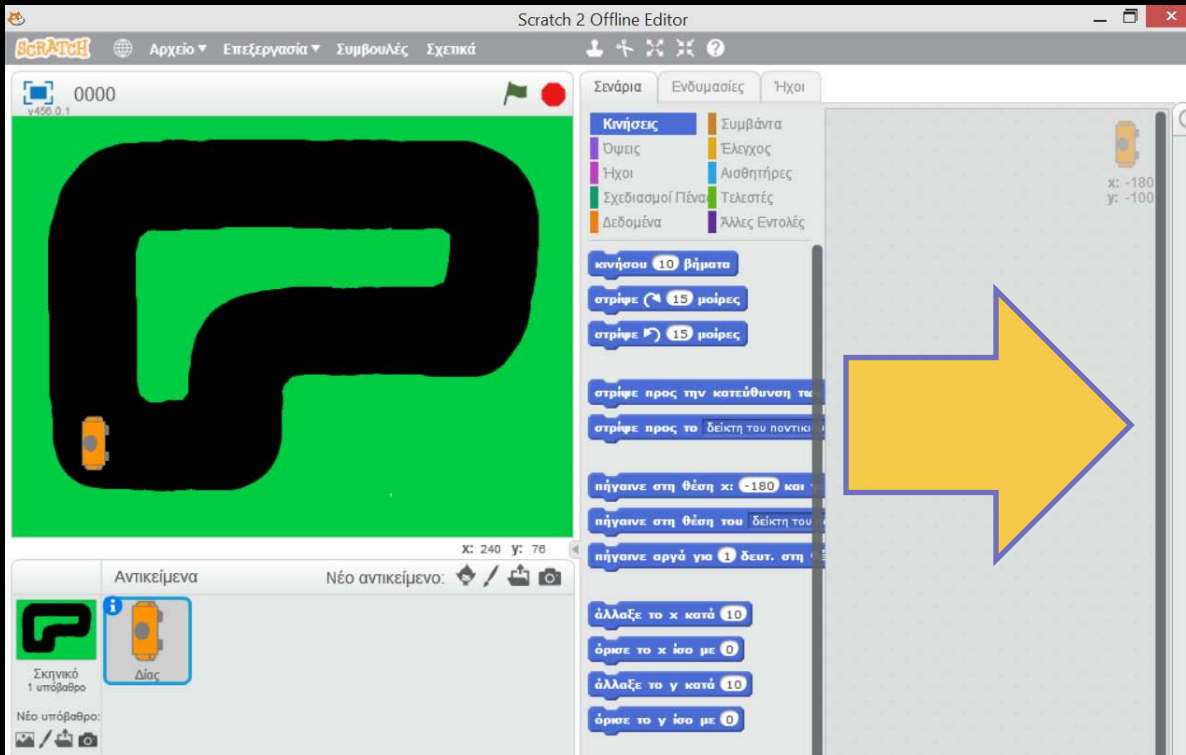 Scratch 2 Offline Editor
SCRATCH Αρχείο Επεξεργασία Συμβουλές Σχετικά
0000
v456.0.1
Σενάρια Ενδυμασίες Ήχοι
Κινήσεις Συμβάντα
Όψεις Έλεγχος
Ήχοι Αισθητήρες
Σχεδιασμοί Πένα Τελεστές
Δεδομένα Άλλες Εντολές
x: -180
y: -100
κινήσου 10 βήματα
στρίψε 15 μοίρες
στρίψε 15 μοίρες
στρίψε προς την κατεύθυνση
στρίψε προς το δείκτη του
πήγαινε στη θέση x: -180 και
πήγαινε στη θέση του δείκτη του
πήγαινε αργά για 1 δευτ. στη
άλλαξε το x κατά 10
όρισε το x ίσο με 0
άλλαξε το y κατά 10
όρισε το y ίσο με 0
X: 240 y: 76
Αντικείμενα Νέο αντικείμενο:
Σκηνικό
1 υπόβαθρο
Δίας
Νέο υπόβαθρο: